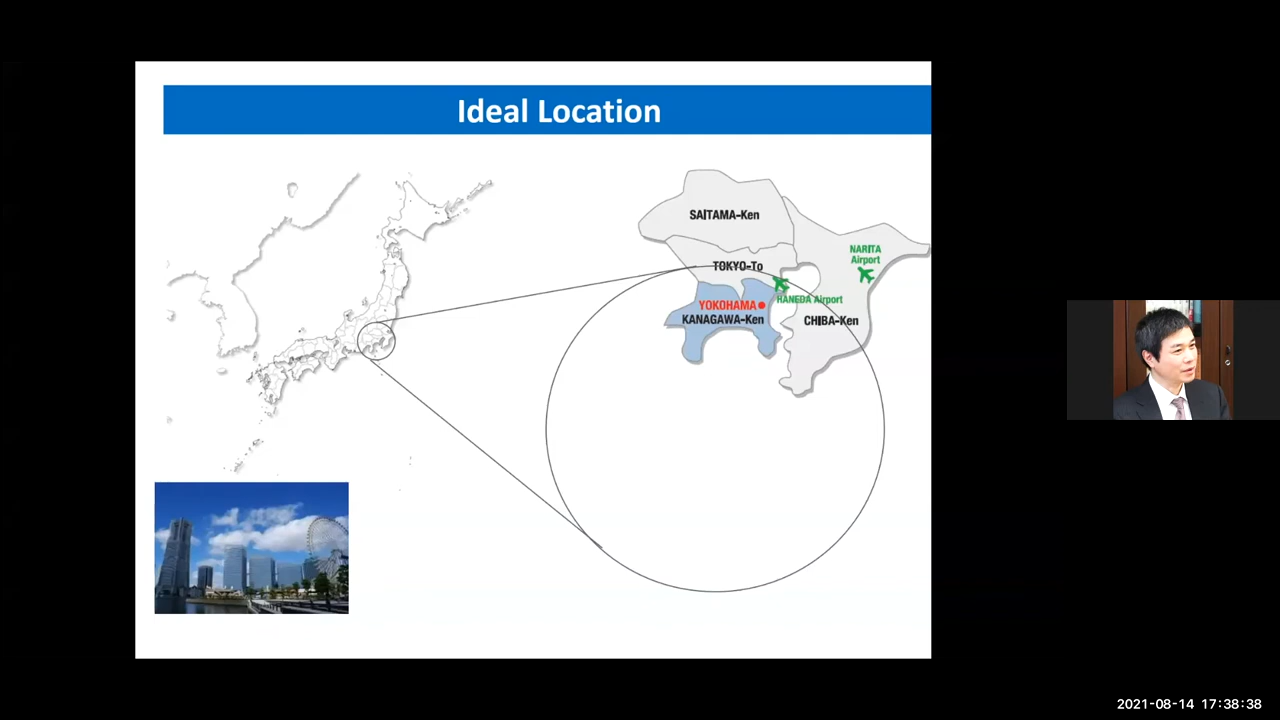 Ideal Location
SAITAMA-Ken
NARITA
Airport
TOKYO-To
HANEDA Airport
YOKOHAMA
KANAGAWA-Ken
CHIBA-Ken
2021-08-14 17:38:38